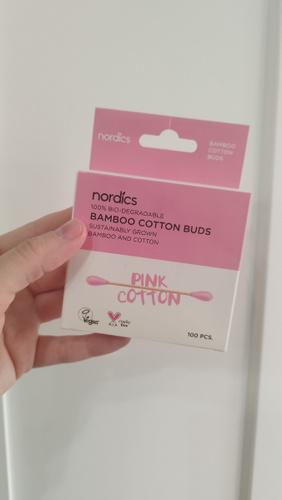 nordics
BAMBOO
COTTON
BUDS
nordics
100% BIO-DEGRADABLE
BAMBOO COTTON BUDS
SUSTAINABLY GROWN
BAMBOO AND COTTON
PINK
COTTON
Vegan
100 PCS.